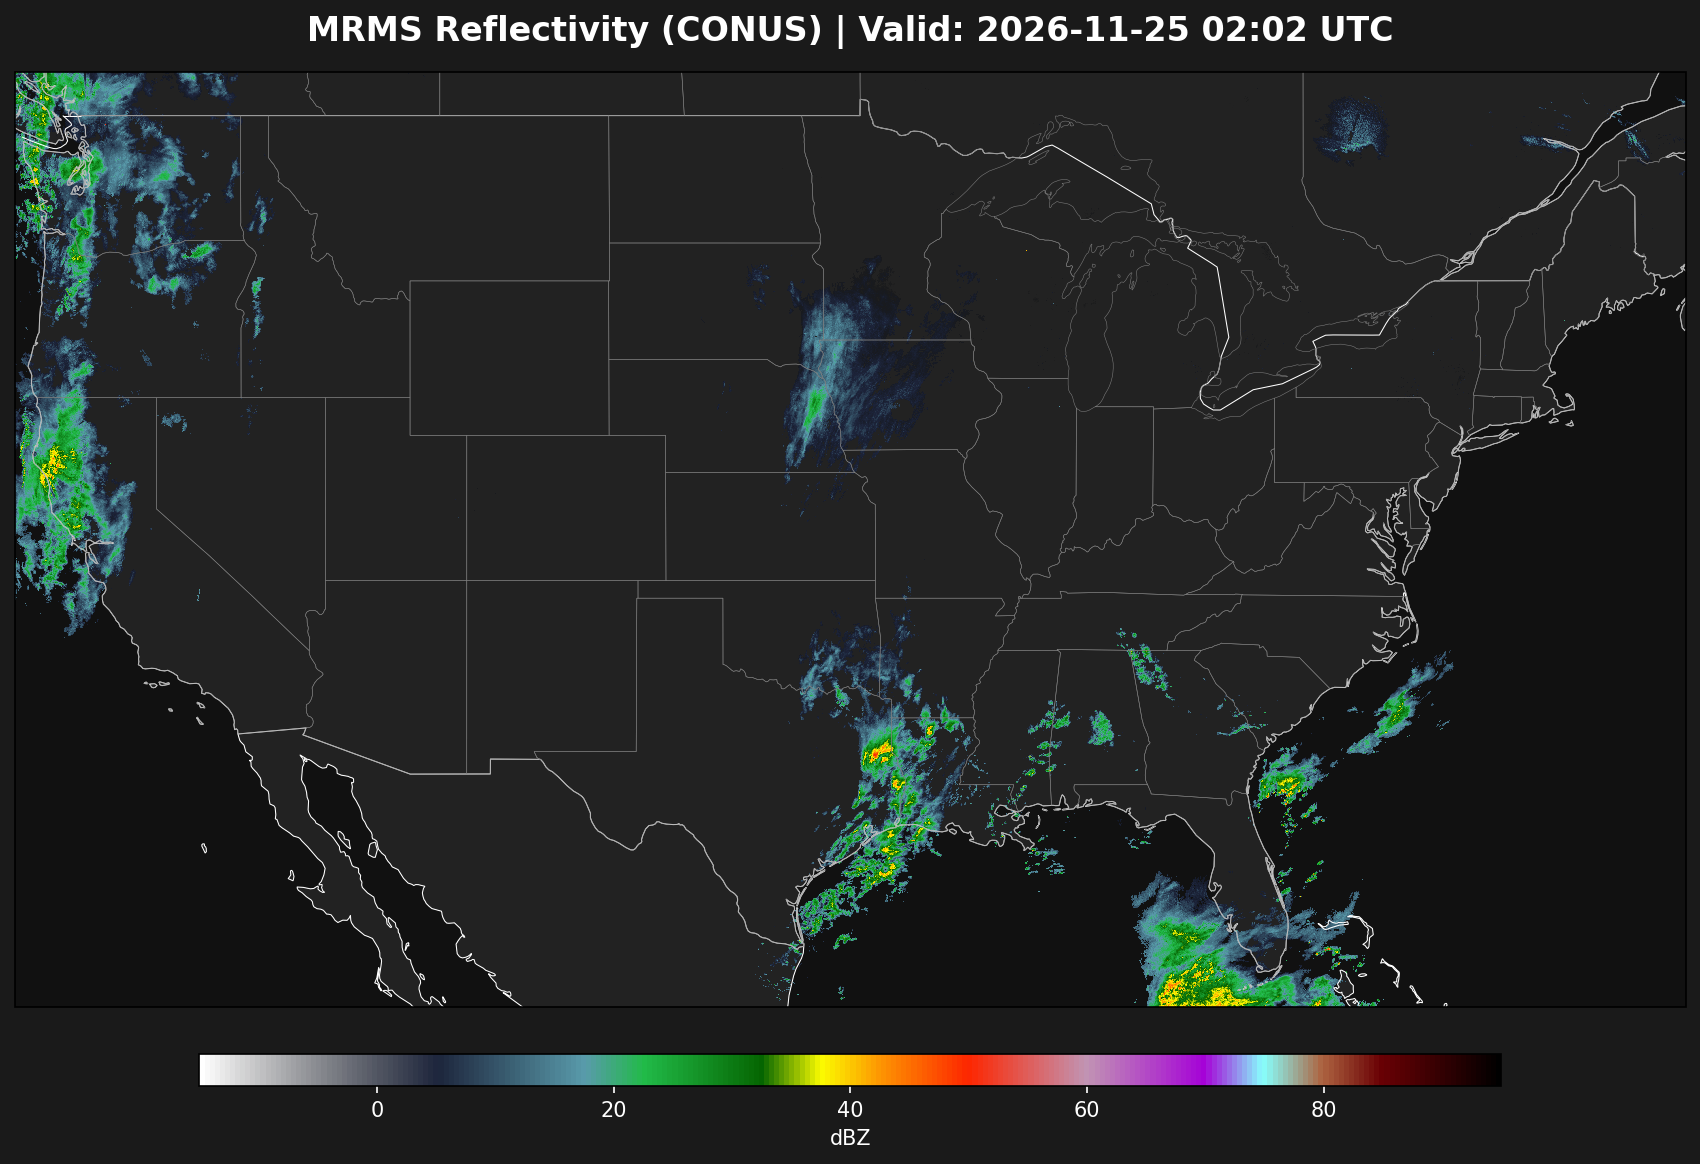 MRMS Reflectivity (CONUS) | Valid: 2026-11-25 02:02 UTC
0 20 40 60 80
dBZ